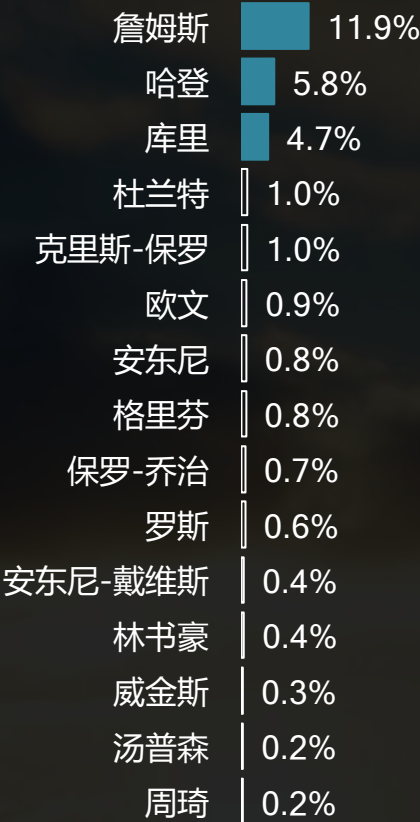 詹姆斯 11.9%
哈登 5.8%
库里 4.7%
杜兰特 1.0%
克里斯-保罗 1.0%
欧文 0.9%
安东尼 0.8%
格里芬 0.8%
保罗-乔治 0.7%
罗斯 0.6%
安东尼-戴维斯 0.4%
林书豪 0.4%
威金斯 0.3%
汤普森 0.2%
周琦 0.2%